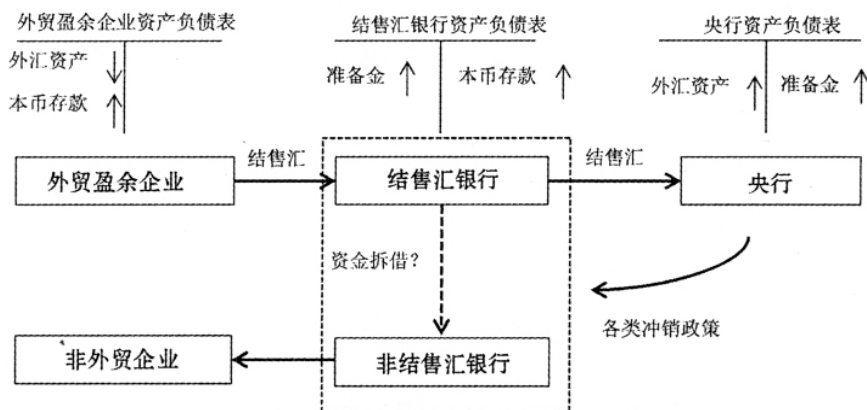 外贸盈余企业资产负债表
结售汇银行资产负债表
央行资产负债表
外汇资产
本币存款
准备金
本币存款
外汇资产
准备金
外贸盈余企业
结售汇
结售汇银行
结售汇
央行
资金拆借?
各类冲销政策
非外贸企业
非结售汇银行